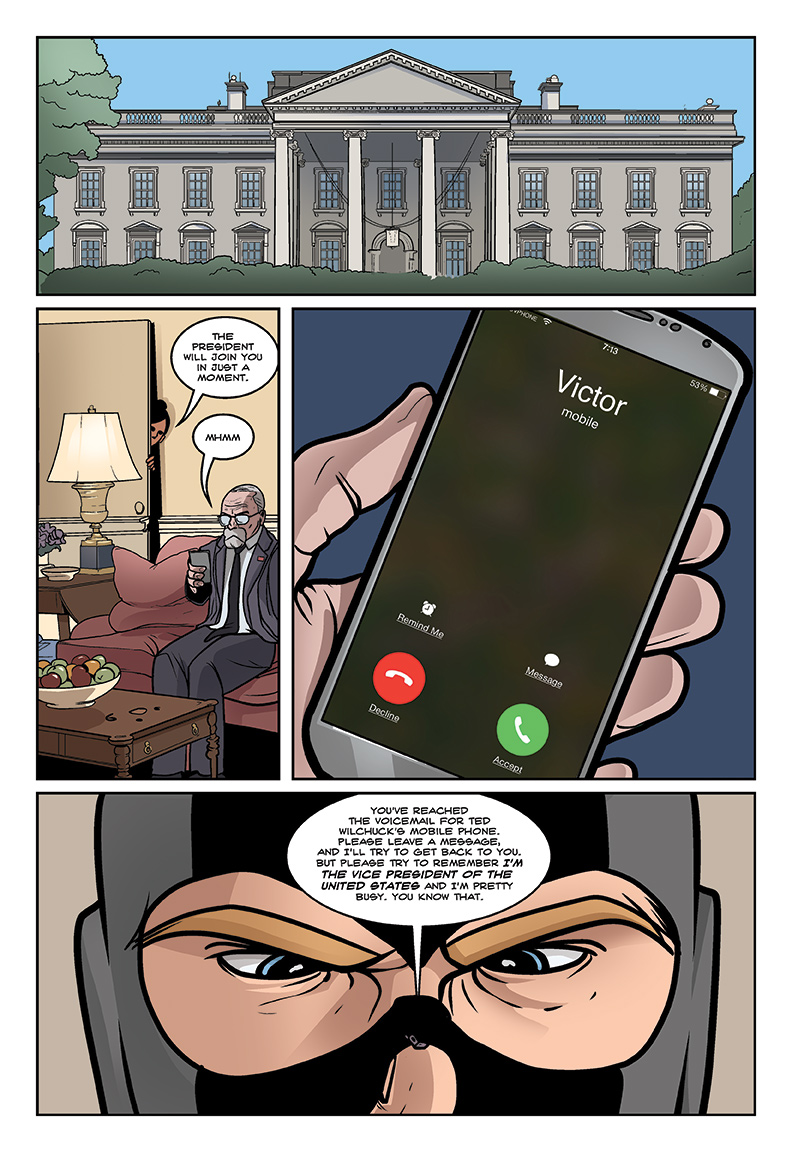 THE
PRESIDENT
WILL JOIN YOU
IN JUST A
MOMENT.
MHMM
7:13
53%
Victor
mobile
Remind Me
Message
Decline
Accept
YOU'VE REACHED
THE VOICEMAIL FOR TED
WILCHUCK'S MOBILE PHONE.
PLEASE LEAVE A MESSAGE,
AND I'LL TRY TO GET BACK TO YOU.
BUT PLEASE TRY TO REMEMBER I'M
THE VICE PRESIDENT OF THE
UNITED STATES AND I'M PRETTY
BUSY. YOU KNOW THAT.